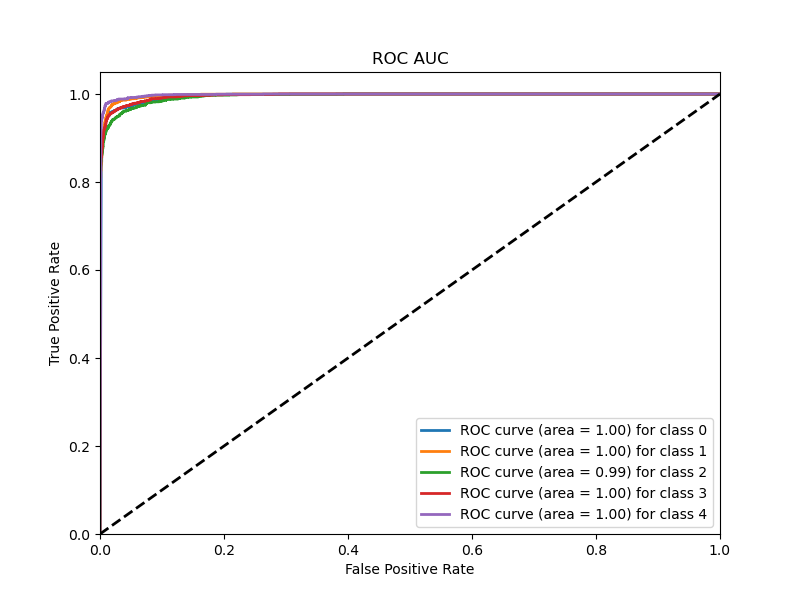 ROC AUC
True Positive Rate
1.0
0.8
0.6
0.4
0.2
0.0
ROC curve (area = 1.00) for class 0
ROC curve (area = 1.00) for class 1
ROC curve (area = 0.99) for class 2
ROC curve (area = 1.00) for class 3
ROC curve (area = 1.00) for class 4
0.0 0.2 0.4 0.6 0.8 1.0
False Positive Rate